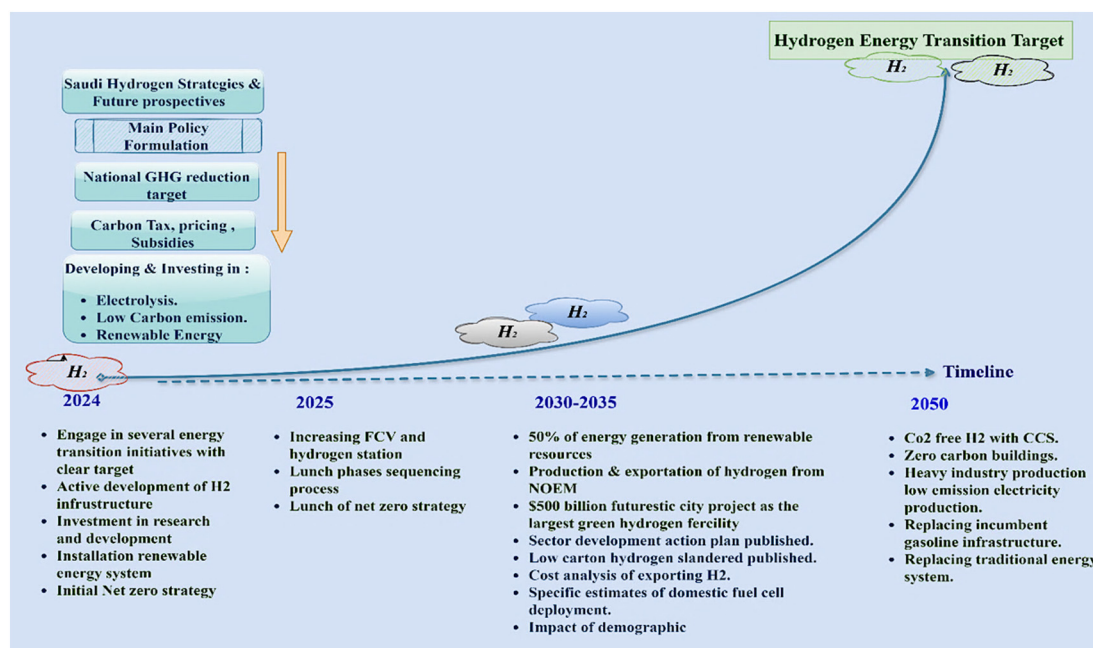 Hydrogen Energy Transition Target
H₂
H₂
Saudi Hydrogen Strategies &
Future prospectives
Main Policy
Formulation
National GHG reduction
target
Carbon Tax, pricing ,
Subsidies
Developing & Investing in :
• Electrolysis.
• Low Carbon emission.
• Renewable Energy
H₂
H₂
H₂
Timeline
2024
• Engage in several energy
transition initiatives with
clear target
• Active development of H2
infrustructure
• Investment in research
and development
• Installation renewable
energy system
• Initial Net zero strategy
2025
• Increasing FCV and
hydrogen station
• Lunch phases sequencing
process
• Lunch of net zero strategy
2030-2035
• 50% of energy generation from renewable
resources
• Production & exportation of hydrogen from
NOEM
• $500 billion futurestic city project as the
largest green hydrogen fercility
• Sector development action plan published.
• Low carton hydrogen slandered published.
• Cost analysis of exporting H2.
• Specific estimates of domestic fuel cell
deployment.
• Impact of demographic
2050
• Co2 free H2 with CCS.
• Zero carbon buildings.
• Heavy industry production
low emission electricity
production.
• Replacing incumbent
gasoline infrastructure.
• Replacing traditional energy
system.